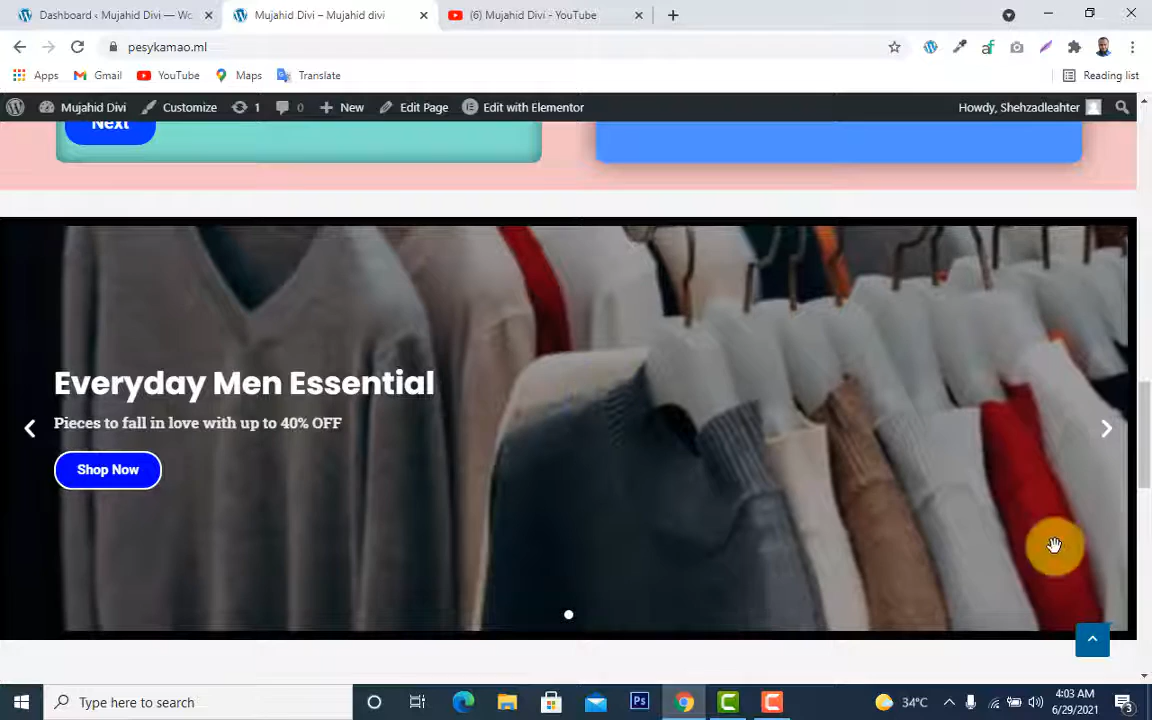 Dashboard ‹ Mujahid Divi — Wo
Mujahid Divi – Mujahid divi
(6) Mujahid Divi - YouTube
pesykamao.ml
Apps
Gmail
YouTube
Maps
Translate
Reading list
Mujahid Divi
Customize
1
0
New
Edit Page
Edit with Elementor
Howdy, Shehzadleahter
Next
Everyday Men Essential
Pieces to fall in love with up to 40% OFF
Shop Now
Type here to search
Ps
34°C
4:03 AM
6/29/2021
3